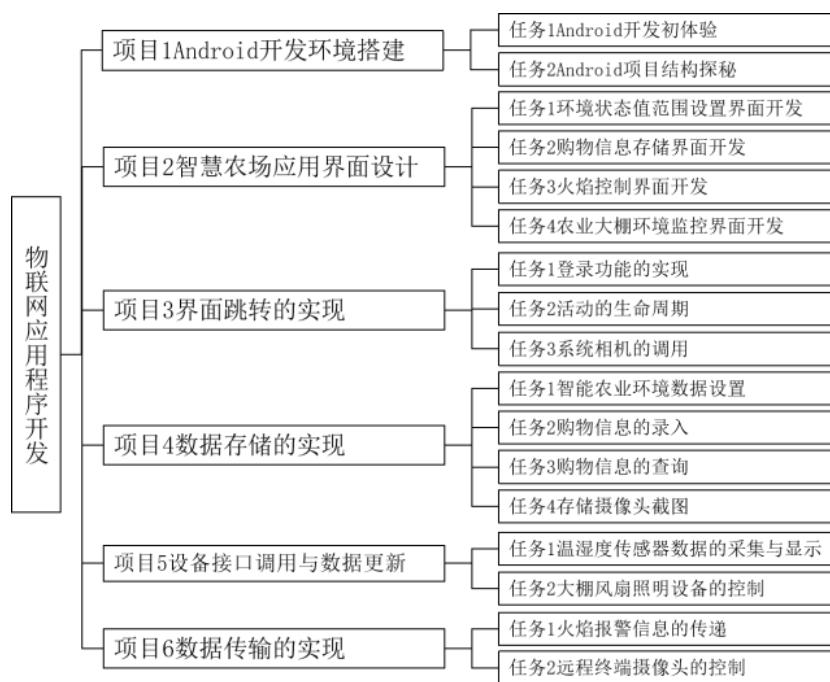 物联网应用程序开发
项目1Android开发环境搭建
任务1Android开发初体验
任务2Android项目结构探秘
项目2智慧农场应用界面设计
任务1环境状态值范围设置界面开发
任务2购物信息存储界面开发
任务3火焰控制界面开发
任务4农业大棚环境监控界面开发
项目3界面跳转的实现
任务1登录功能的实现
任务2活动的生命周期
任务3系统相机的调用
项目4数据存储的实现
任务1智能农业环境数据设置
任务2购物信息的录入
任务3购物信息的查询
任务4存储摄像头截图
项目5设备接口调用与数据更新
任务1温湿度传感器数据的采集与显示
任务2大棚风扇照明设备的控制
项目6数据传输的实现
任务1火焰报警信息的传递
任务2远程终端摄像头的控制